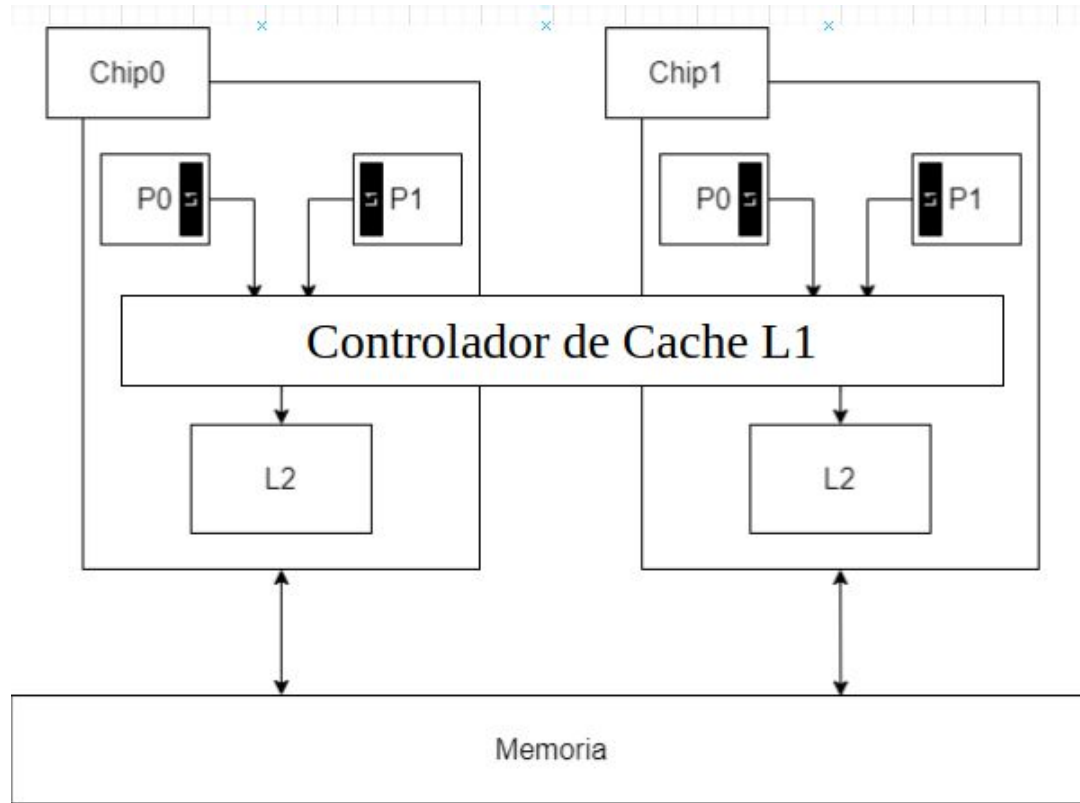 Chip0
Chip1
P0 L1
L1 P1
P0 L1
L1 P1
Controlador de Cache L1
L2
L2
Memoria